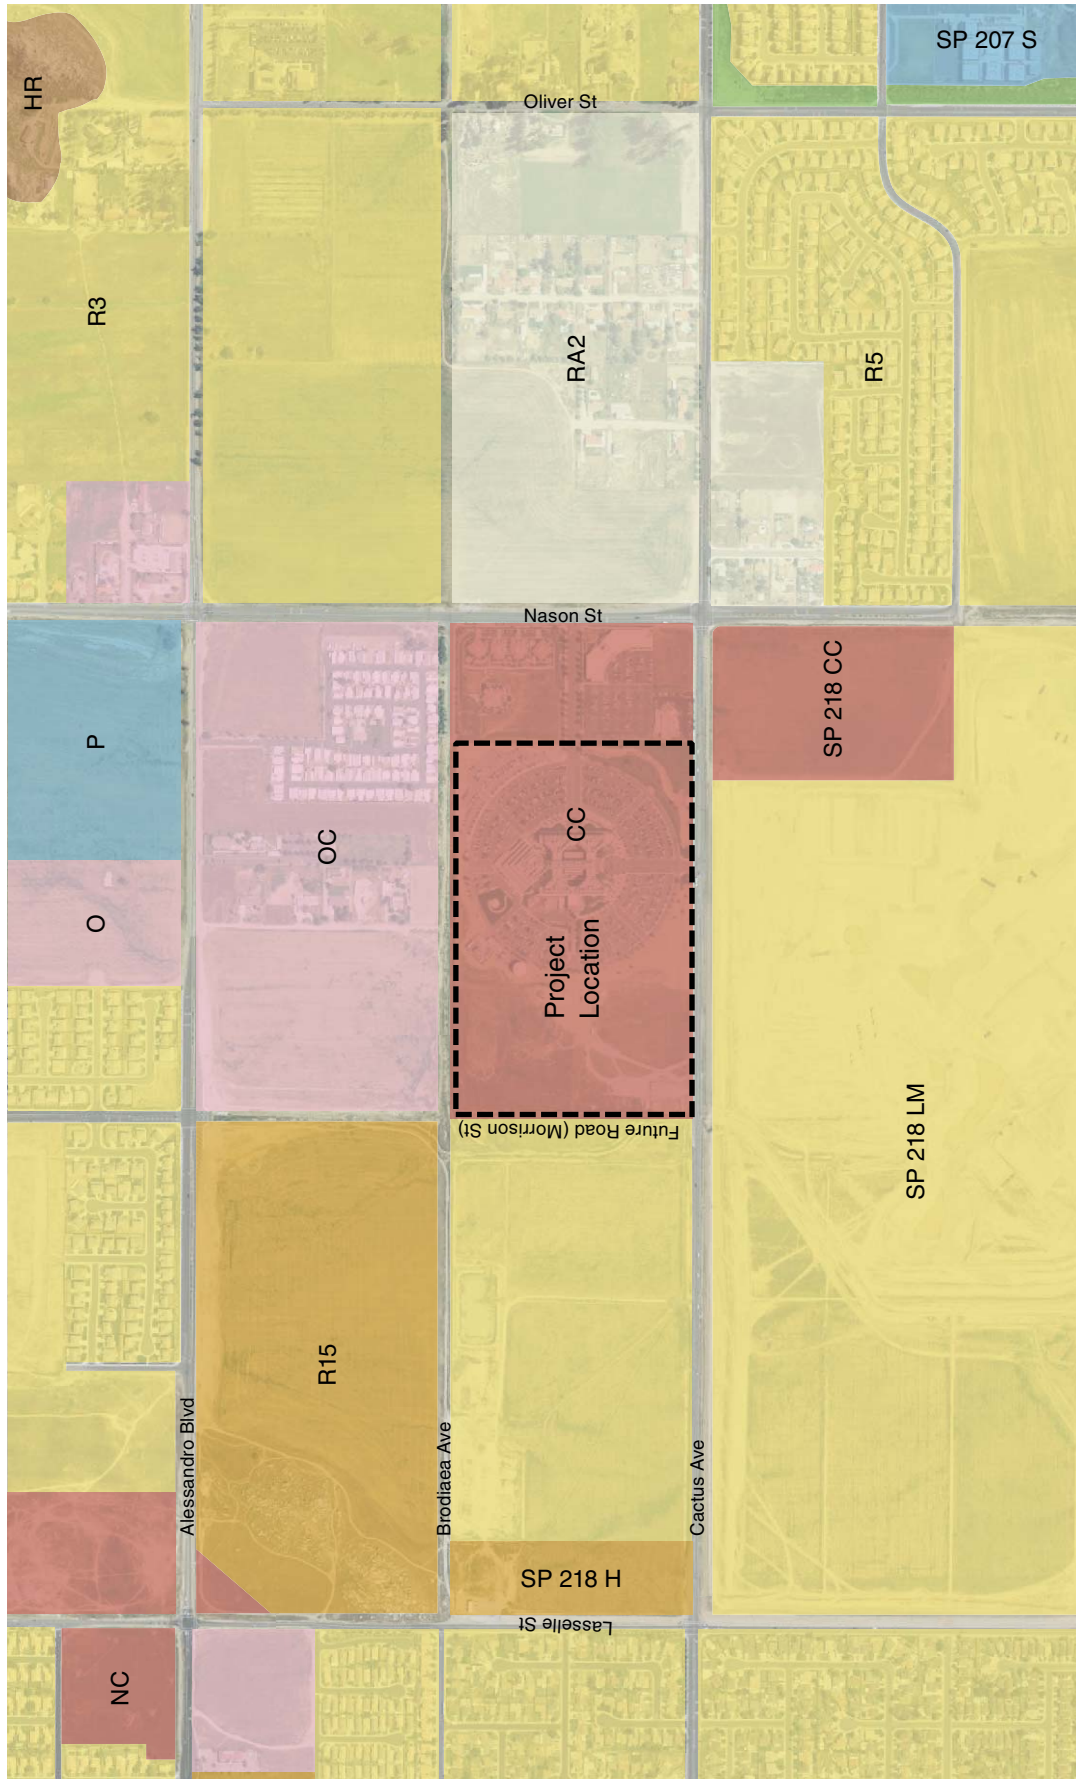 SP 207 S
HR
Oliver St
R3
RA2
R5
Nason St
P
SP 218 CC
OC
CC
O
Project
Location
Future Road (Morrison St)
SP 218 LM
R15
Alessandro Blvd
Brodiaea Ave
Cactus Ave
SP 218 H
Lasselle St
NC